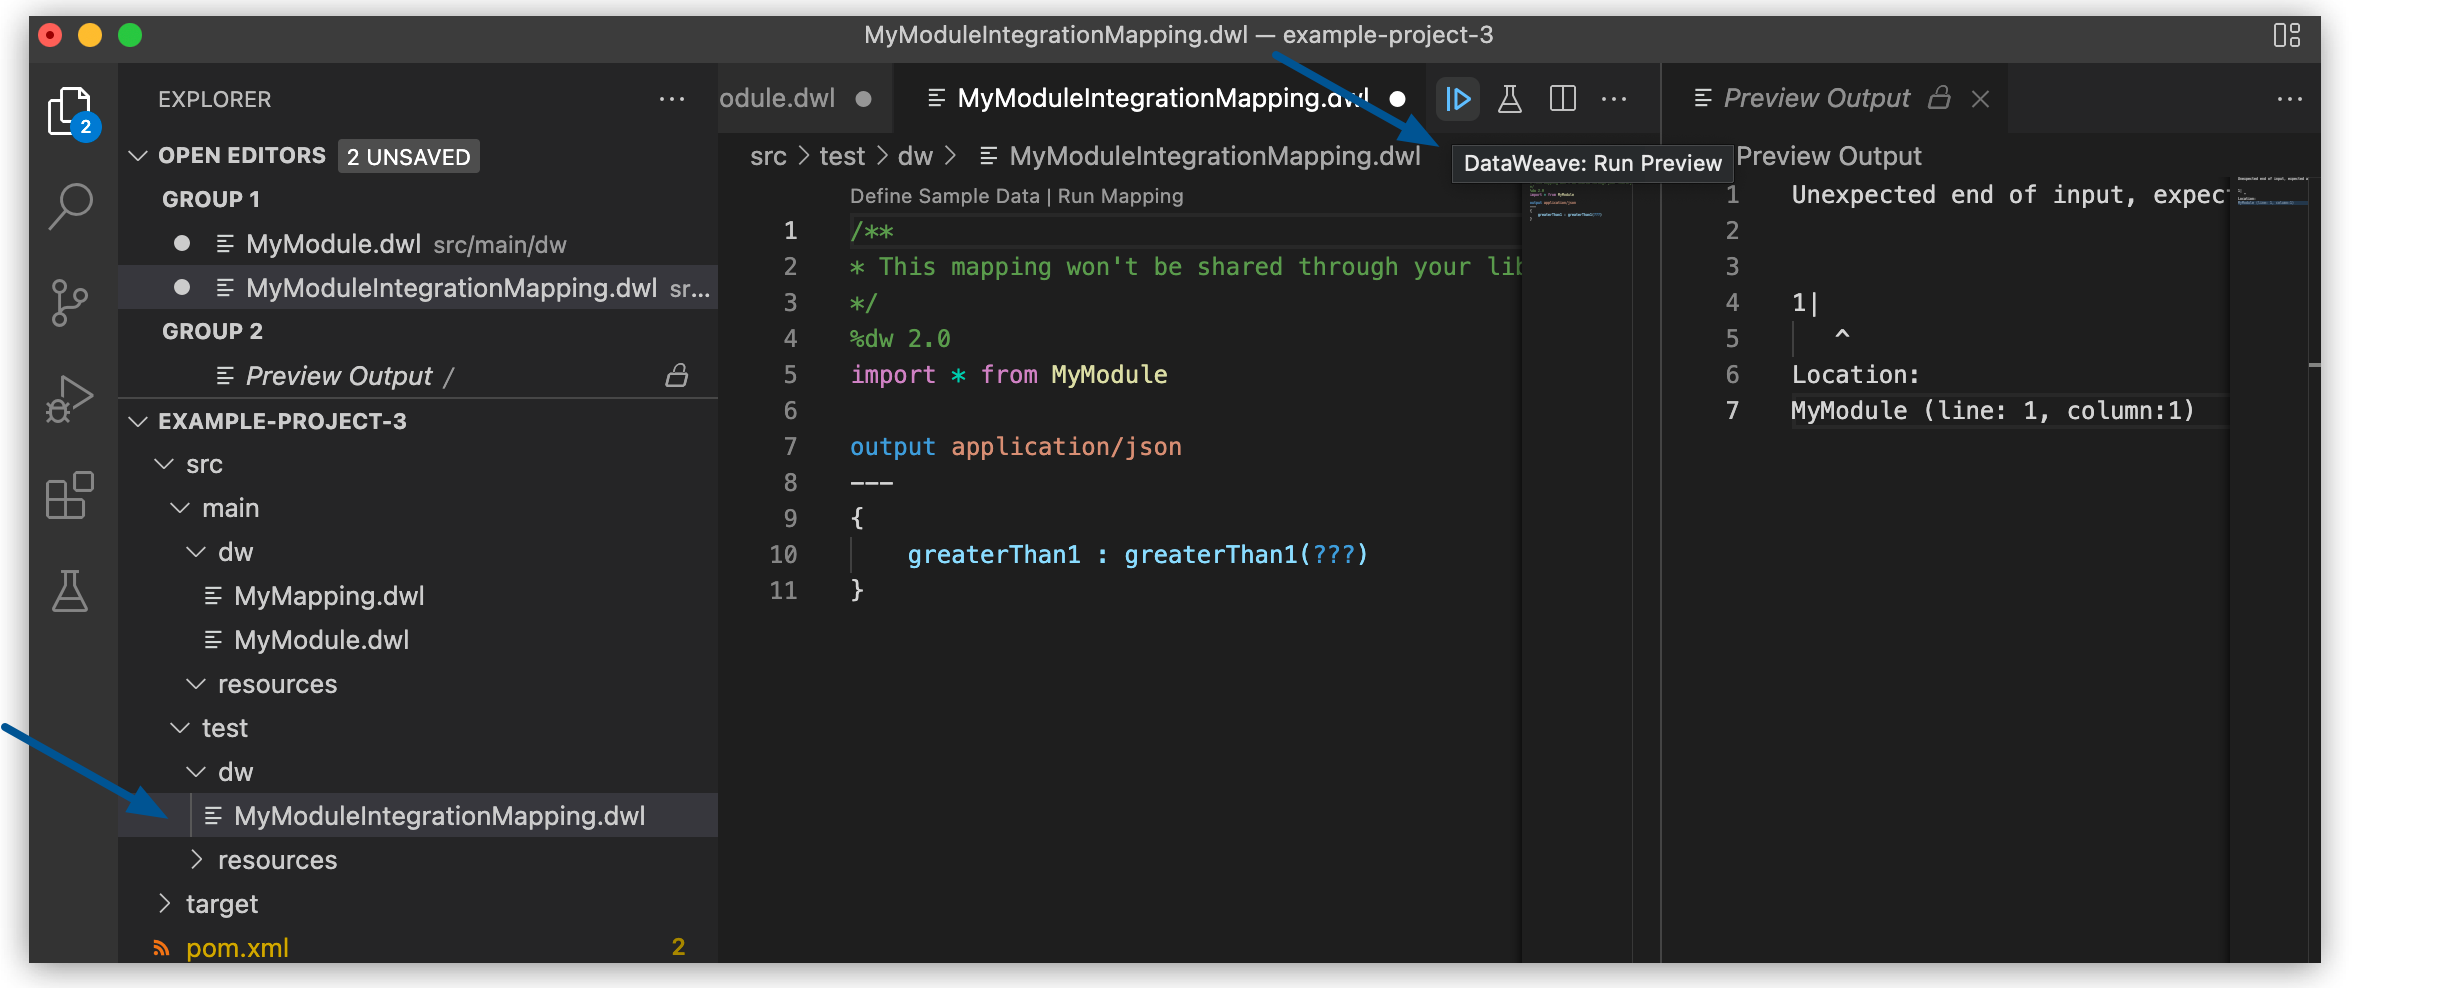 MyModuleIntegrationMapping.dwl — example-project-3
2
EXPLORER
OPEN EDITORS 2 UNSAVED
GROUP 1
MyModule.dwl src/main/dw
MyModuleIntegrationMapping.dwl sr...
GROUP 2
Preview Output /
EXAMPLE-PROJECT-3
src
main
dw
MyMapping.dwl
MyModule.dwl
resources
test
dw
MyModuleIntegrationMapping.dwl
resources
target
pom.xml 2
odule.dwl MyModuleIntegrationMapping.dwl
src > test > dw > MyModuleIntegrationMapping.dwl
DataWeave: Run Preview
Define Sample Data | Run Mapping
1 /**
2 * This mapping won't be shared through your lib
3 */
4 %dw 2.0
5 import * from MyModule
6
7 output application/json
8 ---
9 {
10 greaterThan1 : greaterThan1(???)
11 }
Preview Output
Preview Output
1 Unexpected end of input, expec
2
3
4 1|
5 ^
6 Location:
7 MyModule (line: 1, column:1)